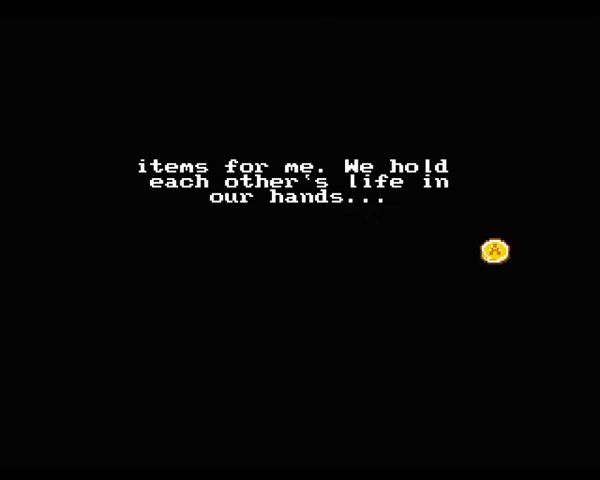 items for me. We hold
each other's life in
our hands...
A